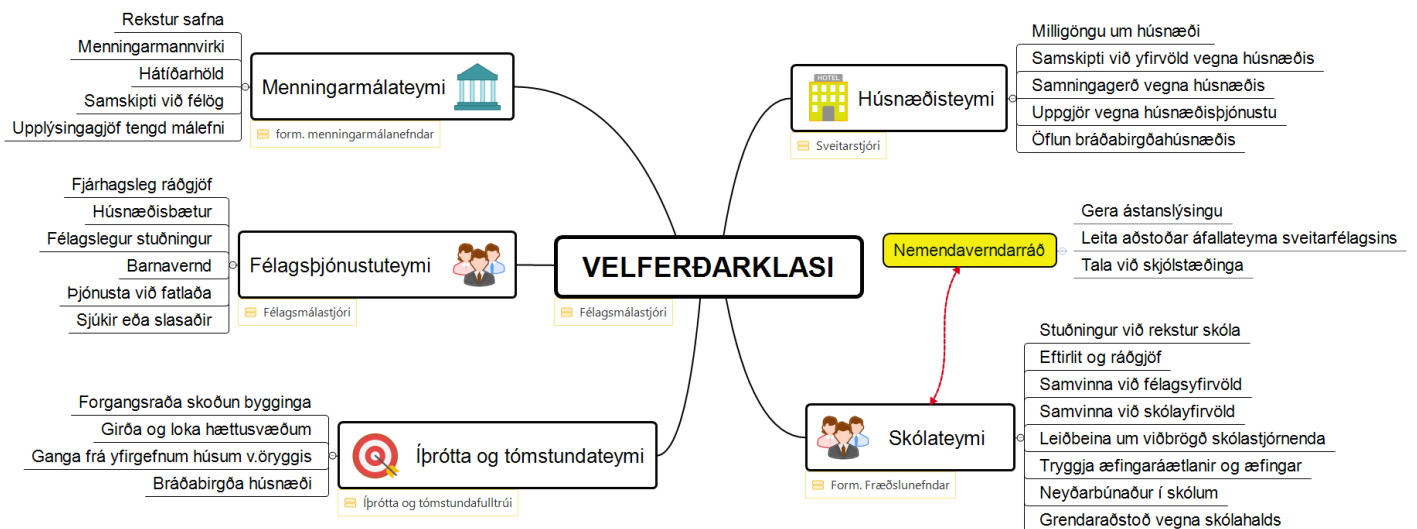 Rekstur safna
Menningarmannvirki
Hátíðarhöld
Samskipti við félög
Upplýsingagjöf tengd málefni
Menningarmálateymi
form. menningarmálanefndar
Fjárhagsleg ráðgjöf
Húsnæðisbætur
Félagslegur stuðningur
Barnavernd
Þjónusta við fatlaða
Sjúkir eða slasaðir
Félagsþjónustuteymi
Félagsmálastjóri
Forgangsraða skoðun bygginga
Girða og loka hættusvæðum
Ganga frá yfirgefnum húsum v.öryggis
Bráðabirgða húsnæði
Íþrótta og tómstundateymi
Íþrótta og tómstundafulltrúi
VELFERÐARKLASI
Félagsmálastjóri
HOTEL
Húsnæðisteymi
Sveitarstjóri
Milligöngu um húsnæði
Samskipti við yfirvöld vegna húsnæðis
Samningagerð vegna húsnæðis
Uppgjör vegna húsnæðisþjónustu
Öflun bráðabirgðahúsnæðis
Nemendaverndarráð
Gera ástanslýsingu
Leita aðstoðar áfallateyma sveitarfélagsins
Tala við skjólstæðinga
Skólateymi
Form. Fræðslunefndar
Stuðningur við rekstur skóla
Eftirlit og ráðgjöf
Samvinna við félagsyfirvöld
Samvinna við skólayfirvöld
Leiðbeina um viðbrögð skólastjórnenda
Tryggja æfingaráætlanir og æfingar
Neyðarbúnaður í skólum
Grendaraðstoð vegna skólahalds